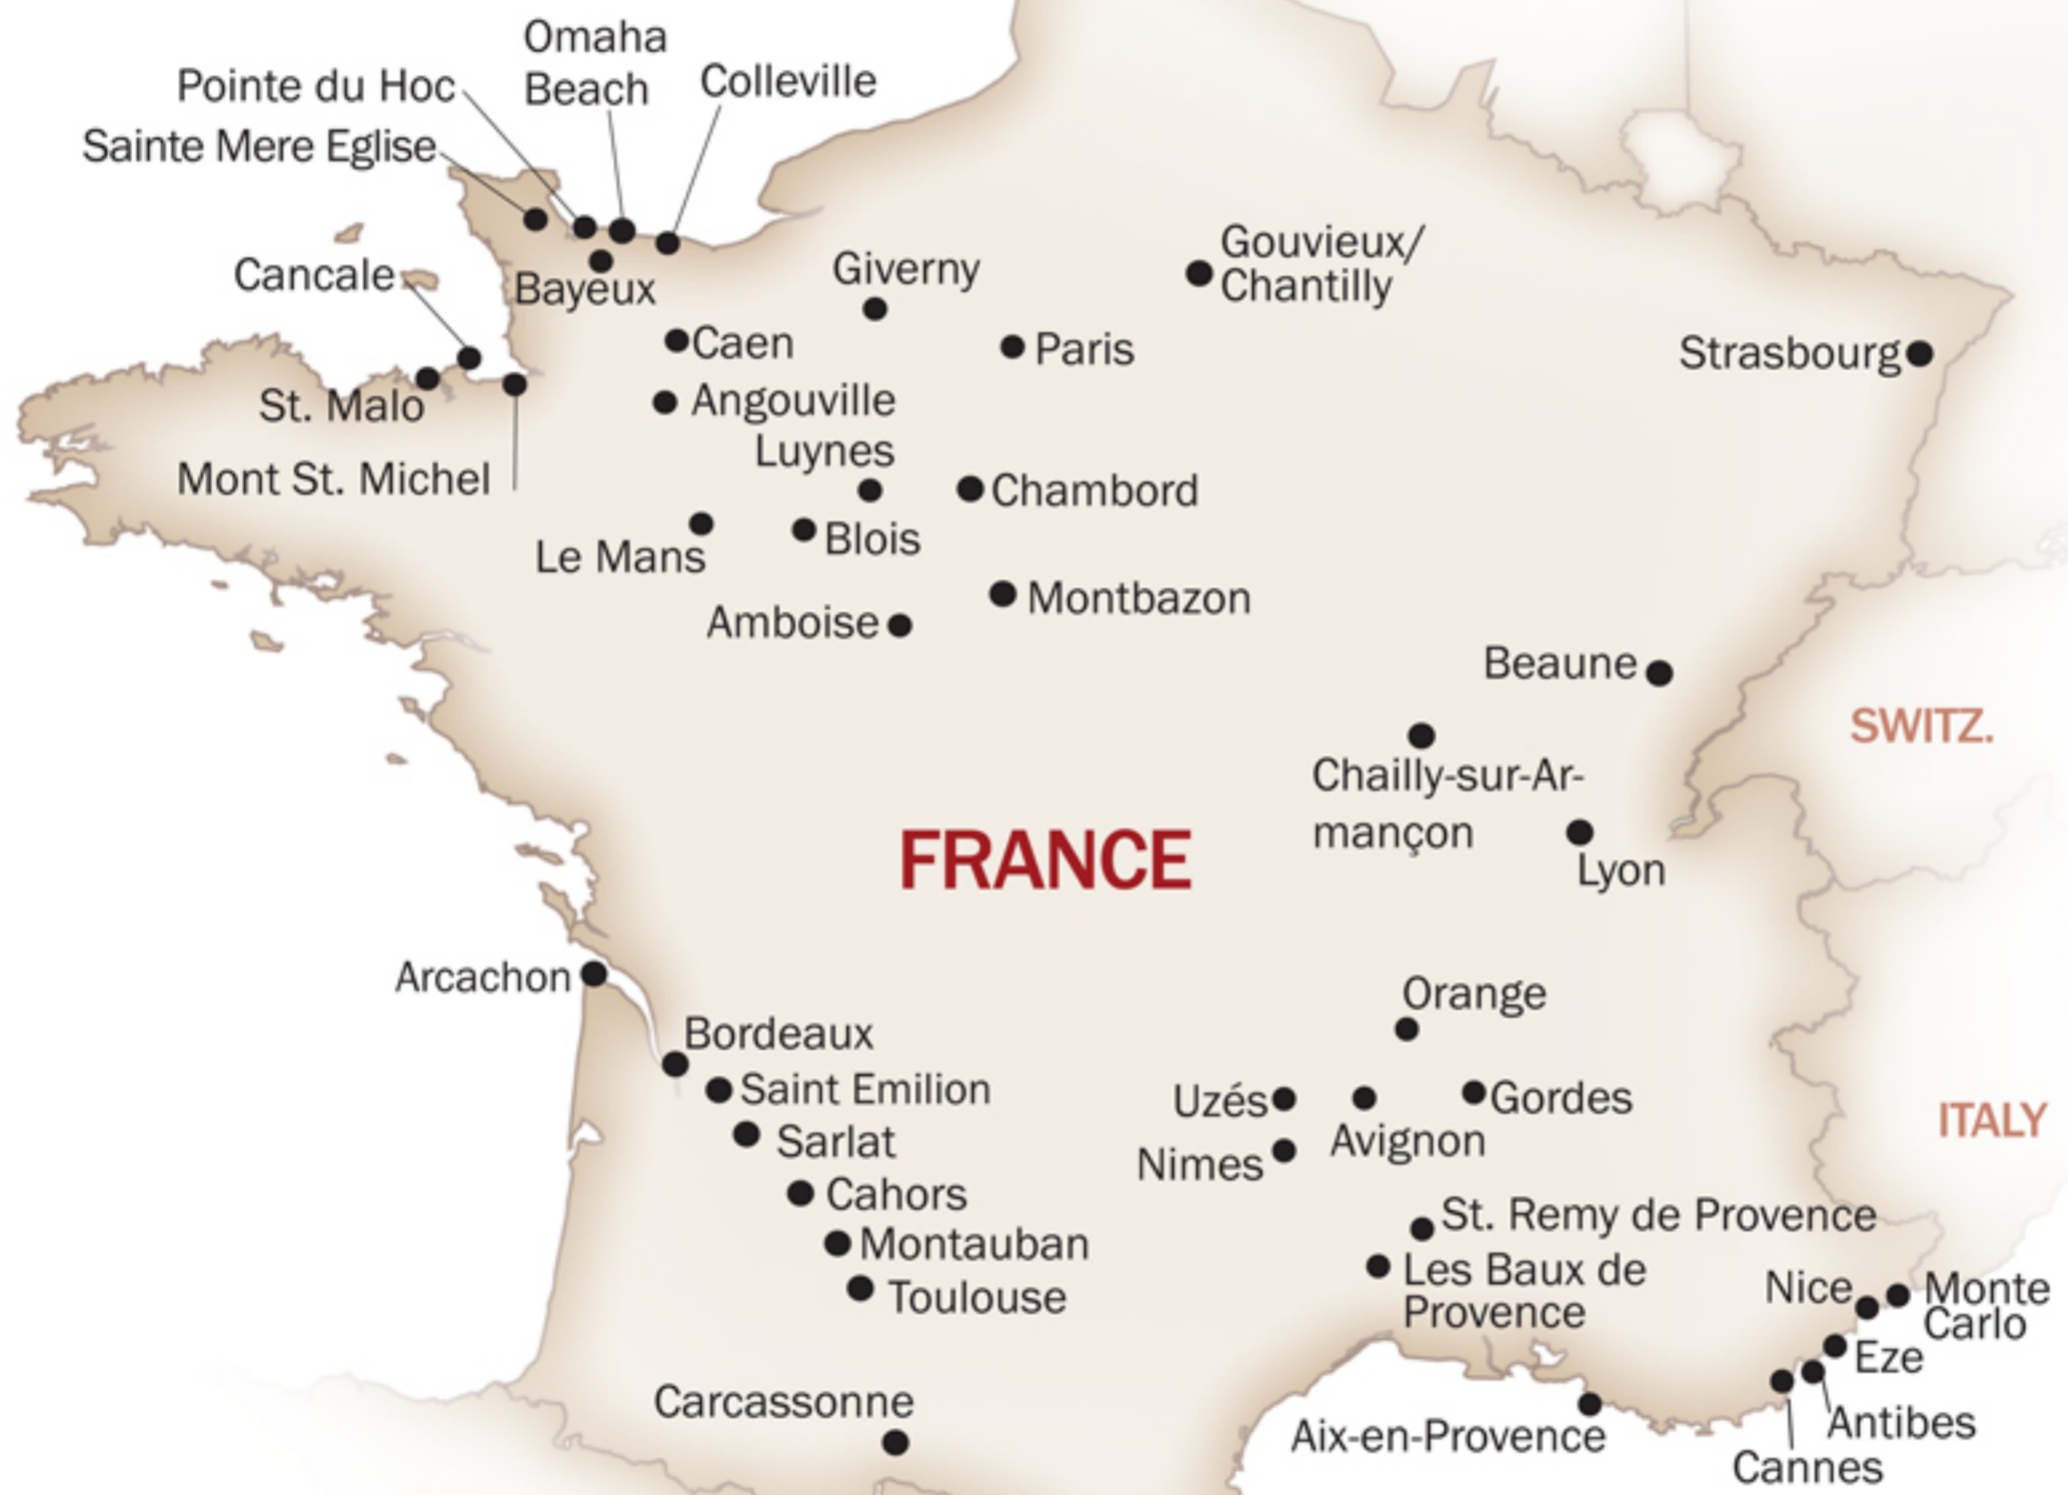 Omaha
Beach
Colleville
Pointe du Hoc
Sainte Mere Eglise
Cancale
Bayeux
Giverny
Gouvieux/
Chantilly
Caen
Paris
Strasbourg
St. Malo
Angouville
Luynes
Mont St. Michel
Chambord
Le Mans
Blois
Montbazon
Amboise
Beaune
SWITZ.
Chailly-sur-Ar-
mançon
FRANCE
Lyon
Arcachon
Orange
Bordeaux
Saint Emilion
Uzés
Gordes
ITALY
Sarlat
Avignon
Nimes
Cahors
St. Remy de Provence
Montauban
Les Baux de
Provence
Toulouse
Nice
Monte
Carlo
Eze
Carcassonne
Aix-en-Provence
Antibes
Cannes